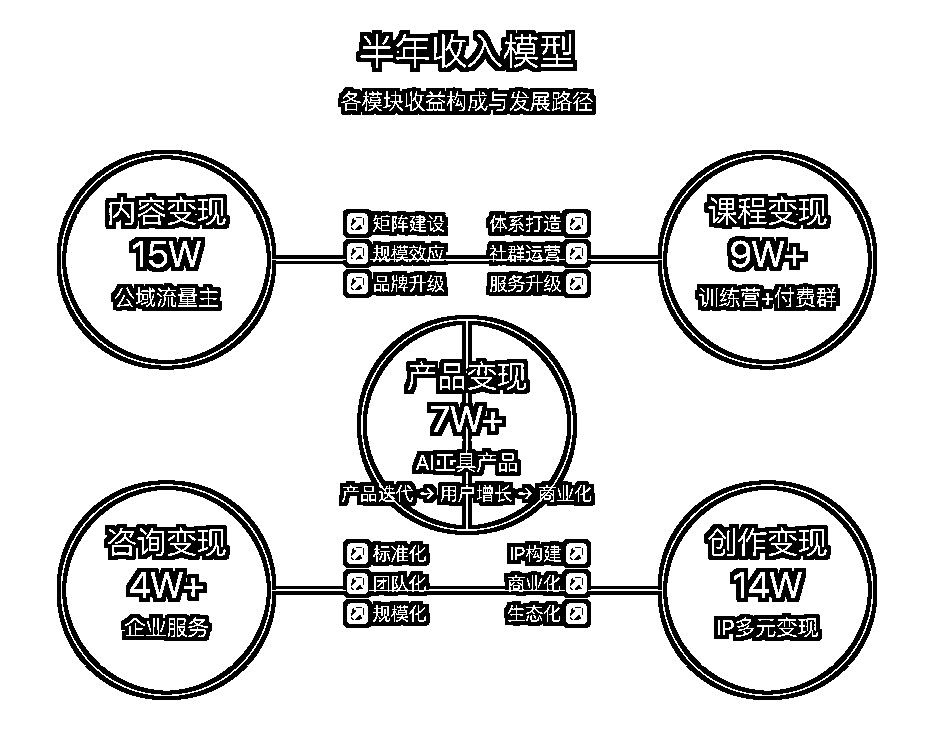 半年收入模型
各模块收益构成与发展路径
内容变现
15W
公域流量主
矩阵建设
规模效应
品牌升级
体系打造
社群运营
服务升级
课程变现
9W+
训练营+付费群
产品变现
7W+
AI工具产品
产品迭代 → 用户增长 → 商业化
咨询变现
4W+
企业服务
标准化
团队化
规模化
IP构建
商业化
生态化
创作变现
14W
IP多元变现